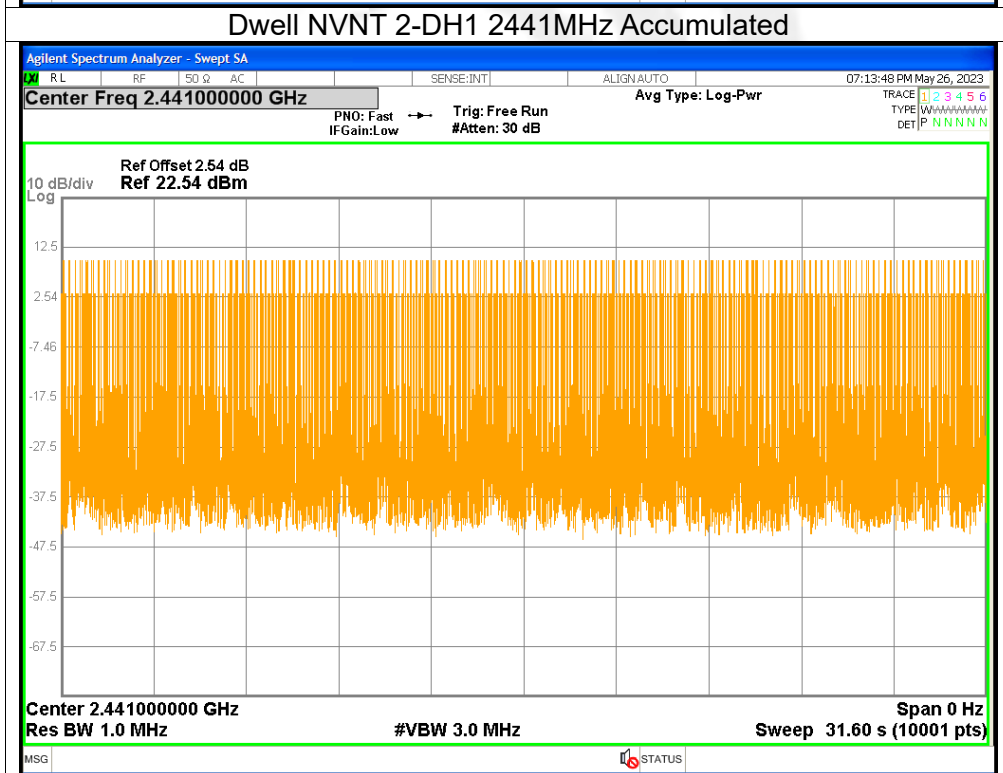 Dwell NVNT 2-DH1 2441MHz Accumulated
Agilent Spectrum Analyzer - Swept SA
LXI RL RF 50 Ω AC SENSE:INT ALIGN AUTO 07:13:48 PM May 26, 2023
Center Freq 2.441000000 GHz Avg Type: Log-Pwr TRACE 1 2 3 4 5 6
PNO: Fast Trig: Free Run TYPE WWWWWW
IFGain:Low #Atten: 30 dB DET P N N N N N
Ref Offset 2.54 dB
10 dB/div Ref 22.54 dBm
Log
12.5
2.54
-7.46
-17.5
-27.5
-37.5
-47.5
-57.5
-67.5
Center 2.441000000 GHz Span 0 Hz
Res BW 1.0 MHz #VBW 3.0 MHz Sweep 31.60 s (10001 pts)
MSG STATUS